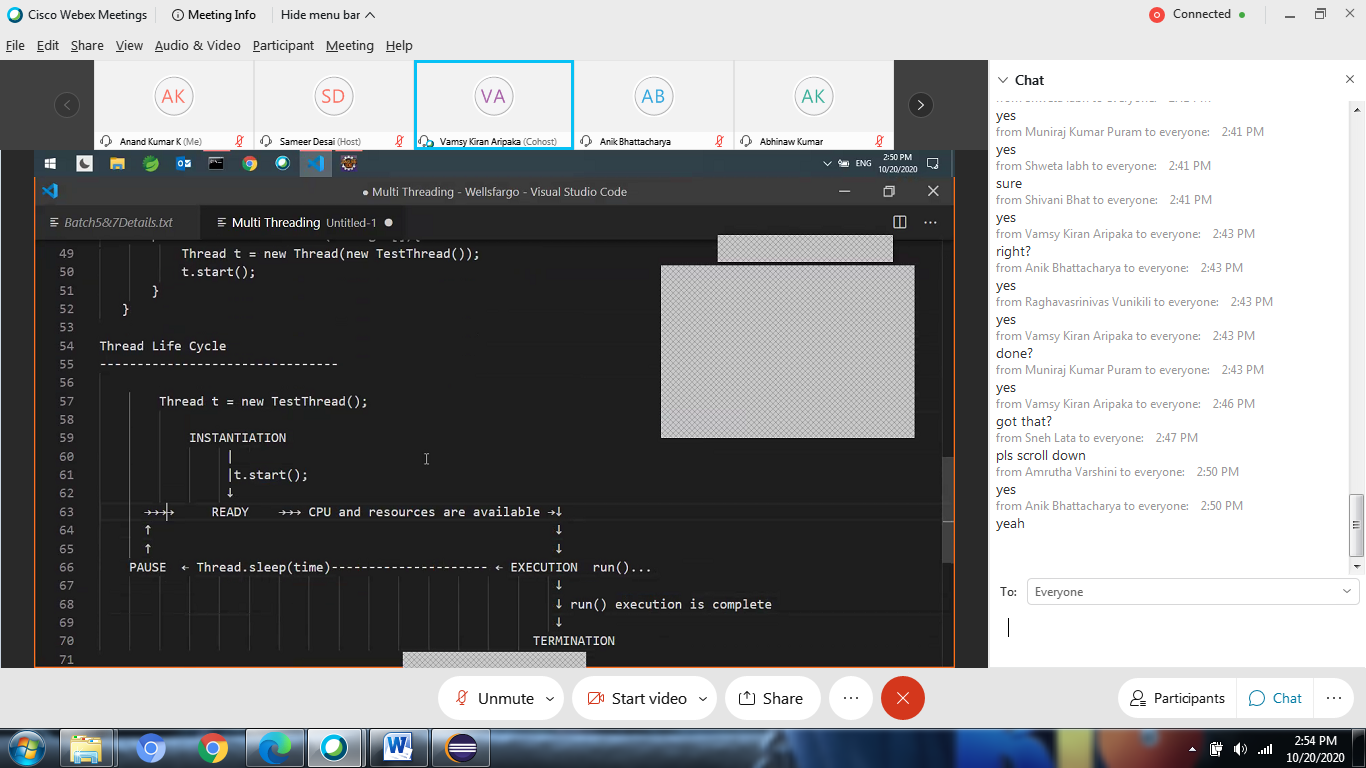 Cisco Webex Meetings
Meeting Info
Hide menu bar
Connected
File Edit Share View Audio & Video Participant Meeting Help
AK
Anand Kumar K (Me)
SD
Sameer Desai (Host)
VA
Vamsy Kiran Aripaka (Cohost)
AB
Anik Bhattacharya
AK
Abhinaw Kumar
ENG
2:50 PM
10/20/2020
● Multi Threading - Wellsfargo - Visual Studio Code
Batch5&7Details.txt
Multi Threading Untitled-1 ●
49 Thread t = new Thread(new TestThread());
50 t.start();
51 }
52 }
53
54 Thread Life Cycle
55 --------------------------------
56
57 Thread t = new TestThread();
58
59 INSTANTIATION
60 |
61 |t.start();
62 ↓
63 →→→→ READY →→→ CPU and resources are available →↓
64 ↑ ↓
65 ↑ ↓
66 PAUSE ← Thread.sleep(time)--------------------- ← EXECUTION run()...
67 ↓
68 ↓ run() execution is complete
69 ↓
70 TERMINATION
71
Chat
yes
from Muniraj Kumar Puram to everyone: 2:41 PM
yes
from Shweta labh to everyone: 2:41 PM
sure
from Shivani Bhat to everyone: 2:41 PM
yes
from Vamsy Kiran Aripaka to everyone: 2:43 PM
right?
from Anik Bhattacharya to everyone: 2:43 PM
yes
from Raghavasrinivas Vunikili to everyone: 2:43 PM
yes
from Vamsy Kiran Aripaka to everyone: 2:43 PM
done?
from Muniraj Kumar Puram to everyone: 2:43 PM
yes
from Vamsy Kiran Aripaka to everyone: 2:46 PM
got that?
from Sneh Lata to everyone: 2:47 PM
pls scroll down
from Amrutha Varshini to everyone: 2:50 PM
yes
from Anik Bhattacharya to everyone: 2:50 PM
yeah
To: Everyone
Unmute
Start video
Share
Participants
Chat
2:54 PM
10/20/2020